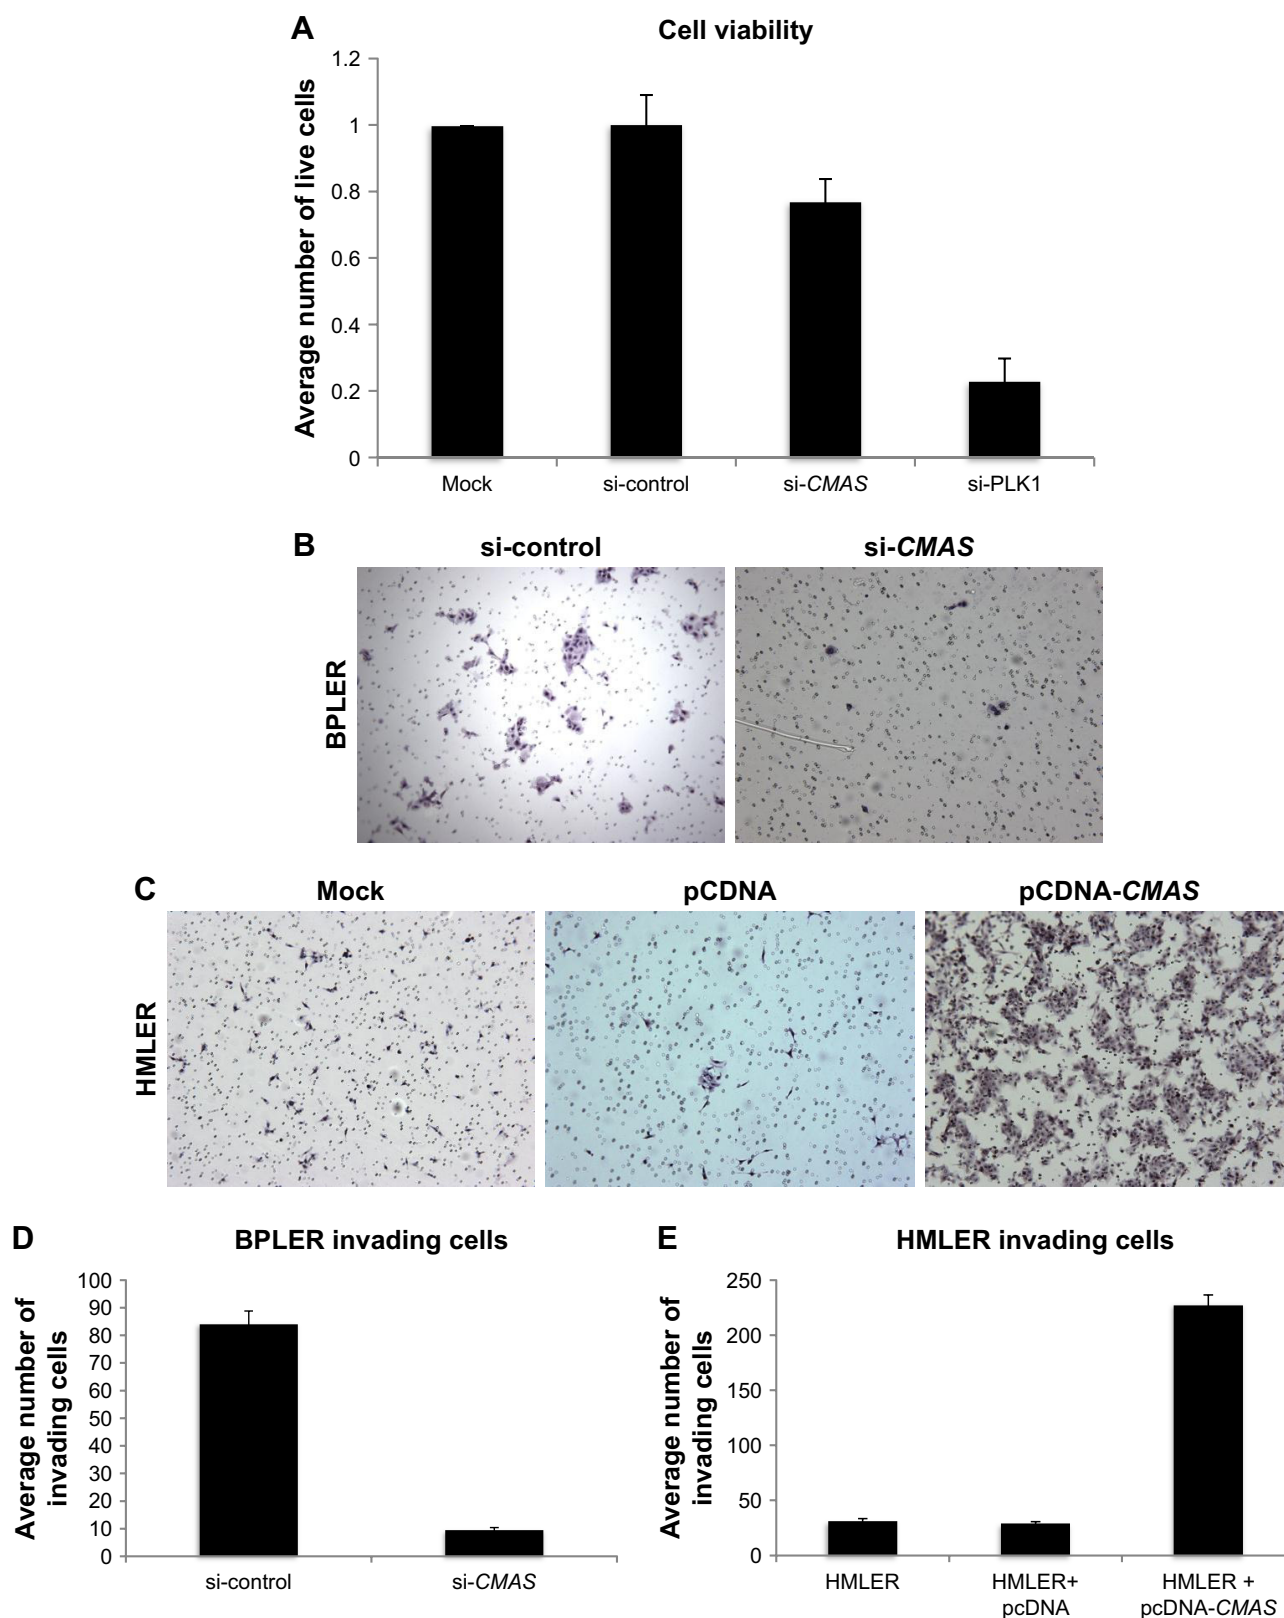 A
Cell viability
Average number of live cells
1.2
1
0.8
0.6
0.4
0.2
0
Mock
si-control
si-CMAS
si-PLK1
B
si-control
si-CMAS
BPLER
C
Mock
pCDNA
pCDNA-CMAS
HMLER
D
BPLER invading cells
Average number of
invading cells
100
90
80
70
60
50
40
30
20
10
0
si-control
si-CMAS
E
HMLER invading cells
Average number of
invading cells
250
200
150
100
50
0
HMLER
HMLER+
pcDNA
HMLER +
pcDNA-CMAS